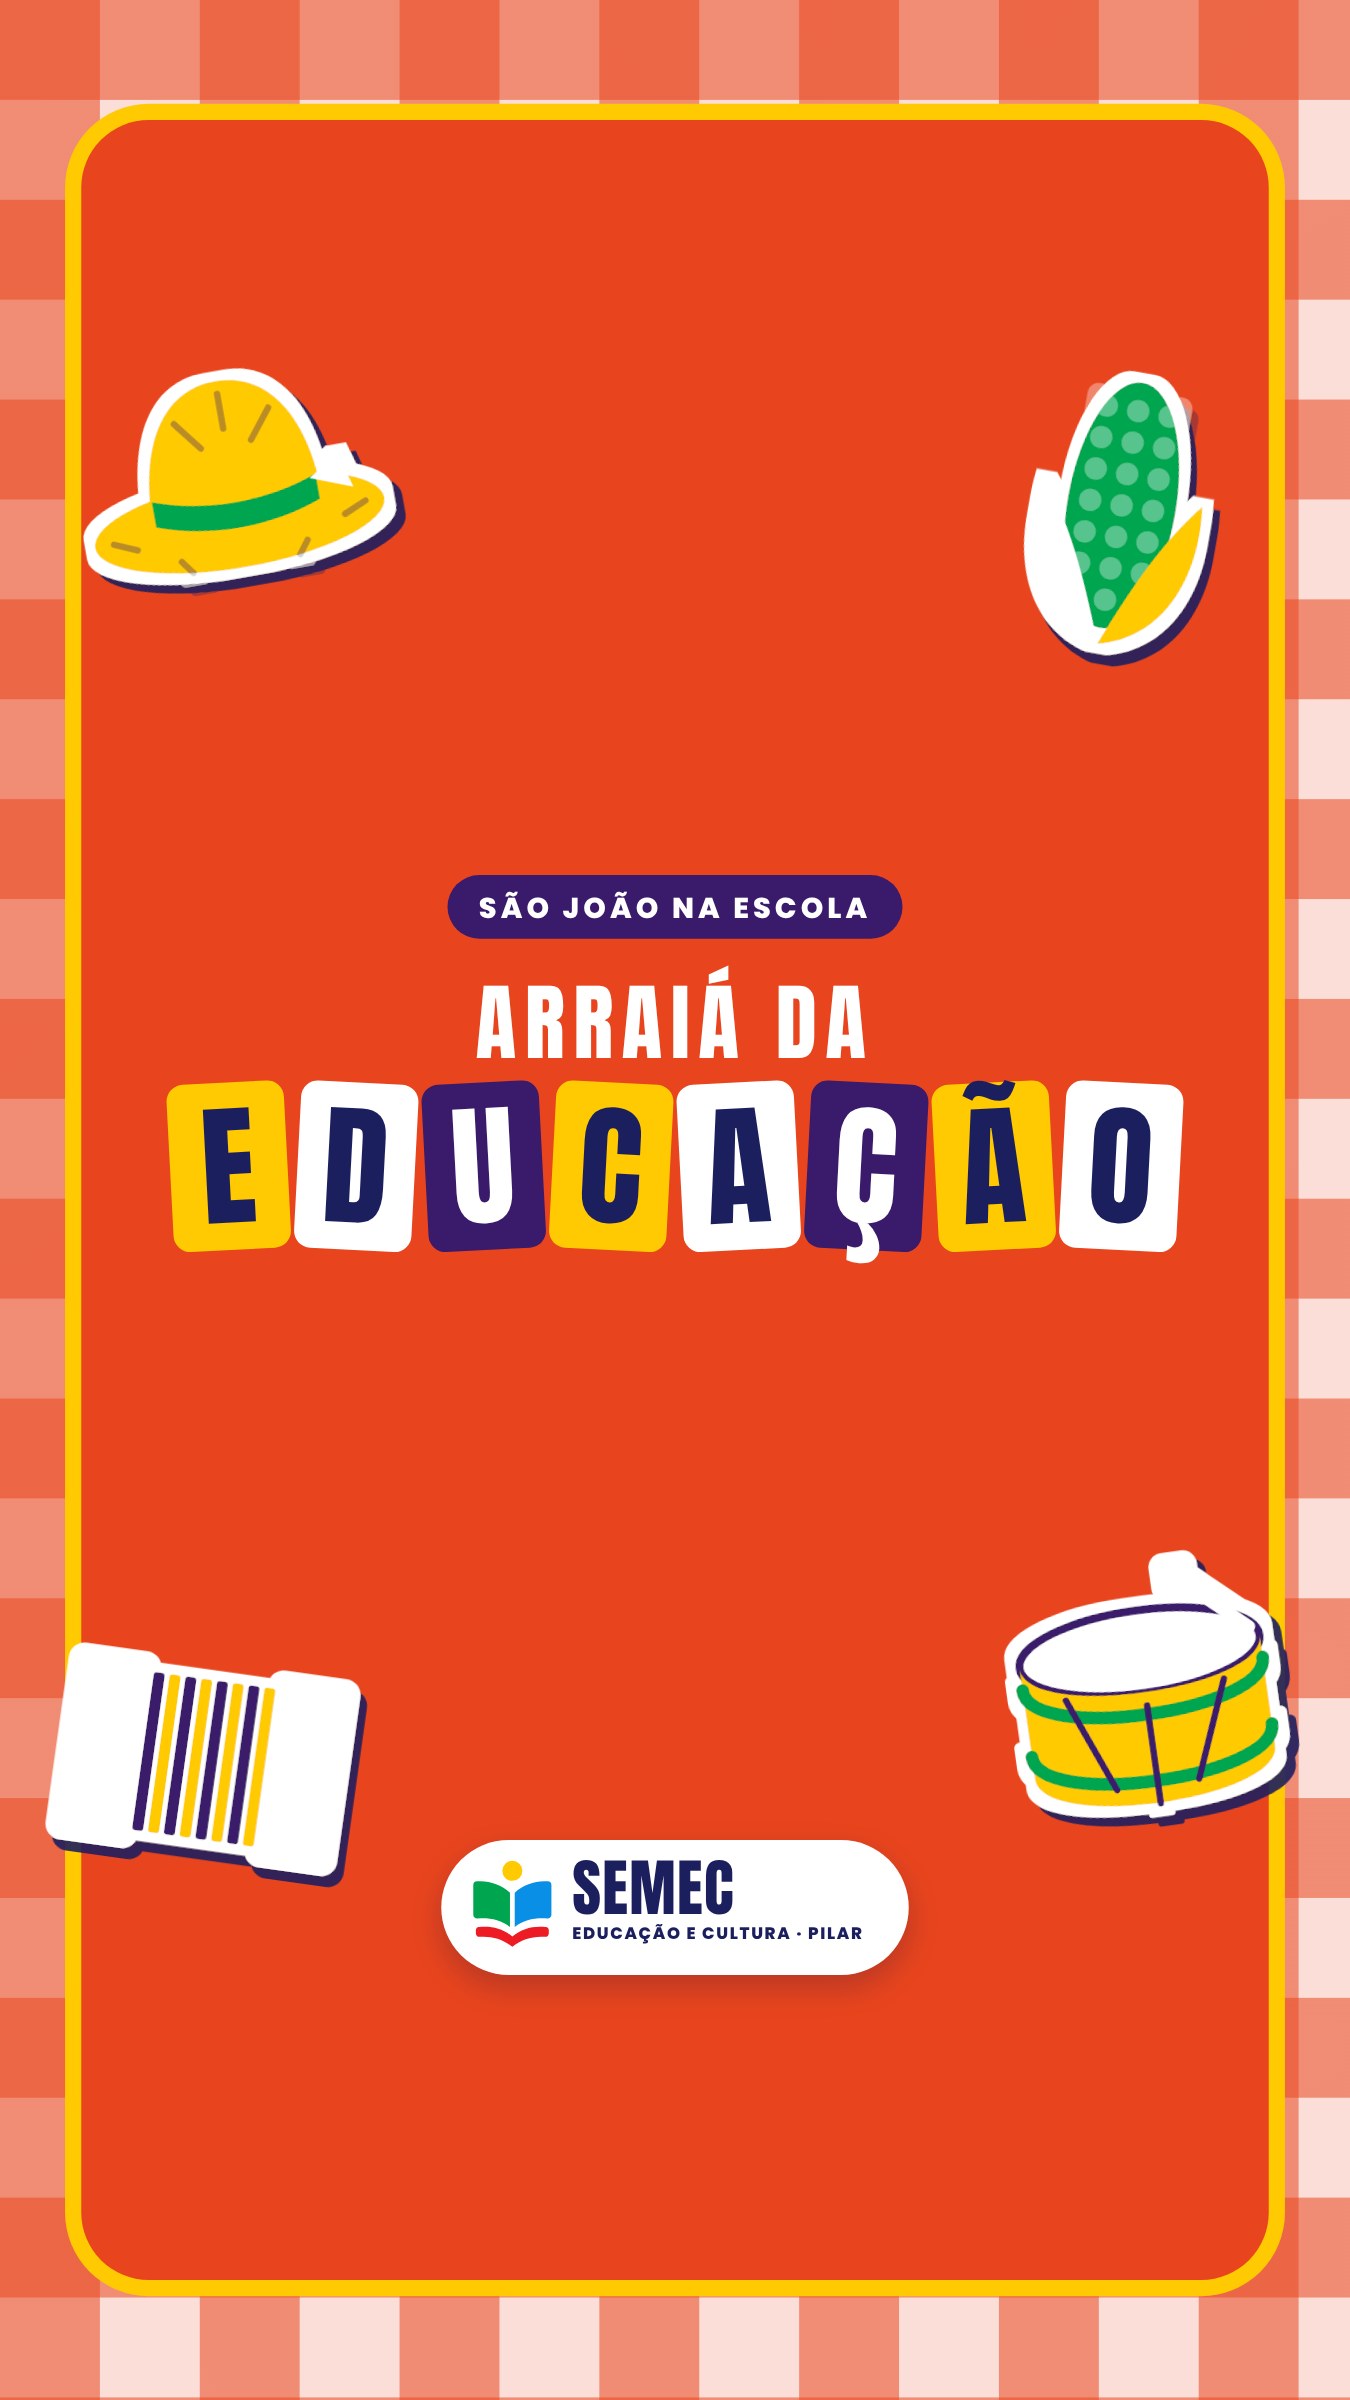 SÃO JOÃO NA ESCOLA
ARRAIÁ DA
EDUCAÇÃO
SEMEC
EDUCAÇÃO E CULTURA · PILAR